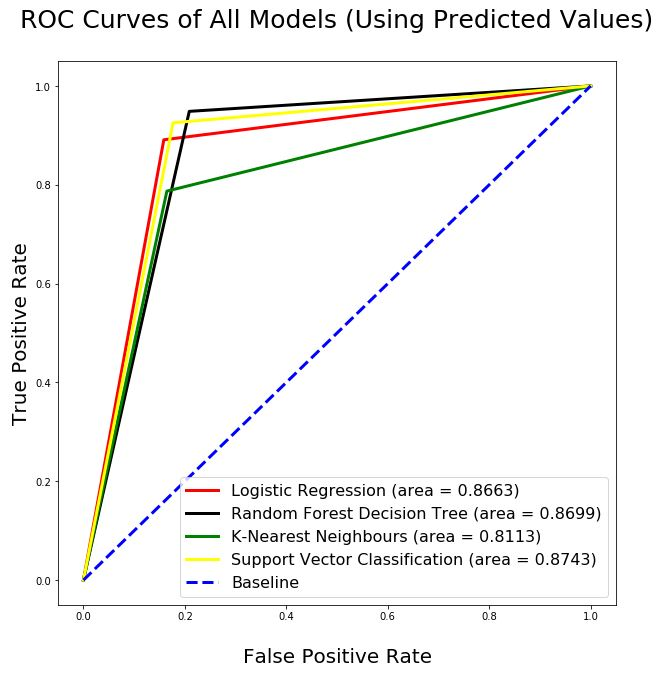 ROC Curves of All Models (Using Predicted Values)
True Positive Rate
1.0
0.8
0.6
0.4
0.2
0.0
Logistic Regression (area = 0.8663)
Random Forest Decision Tree (area = 0.8699)
K-Nearest Neighbours (area = 0.8113)
Support Vector Classification (area = 0.8743)
Baseline
0.0 0.2 0.4 0.6 0.8 1.0
False Positive Rate